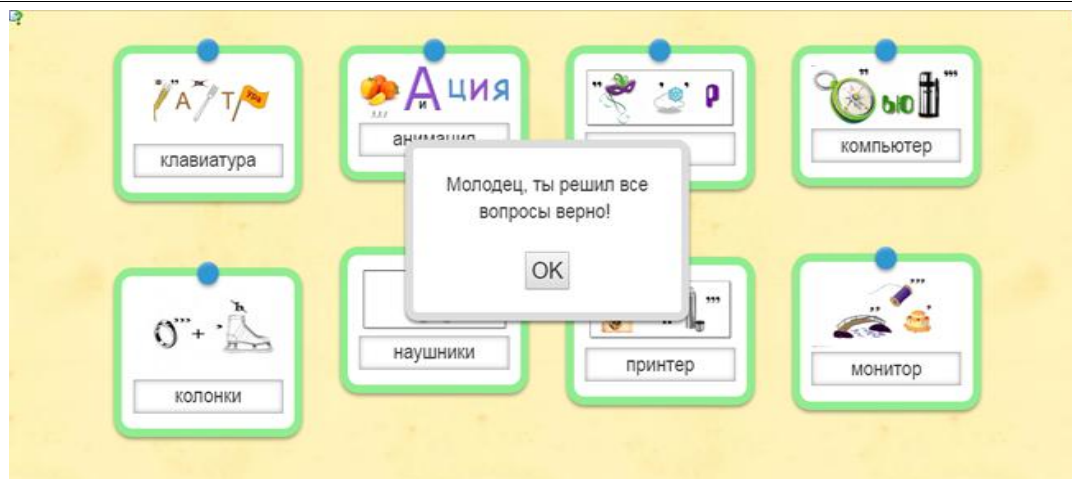 А Т ура
клавиатура
А ция
и
анимация
р
ью
компьютер
Молодец, ты решил все
вопросы верно!
OK
+ ь
колонки
наушники
принтер
монитор